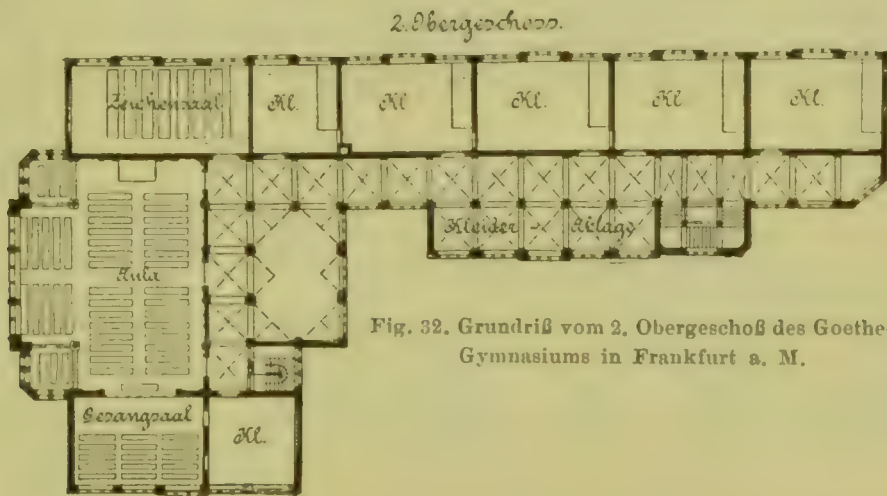 2. Obergeschoss.
Zeichensaal
Kl.
Kl
Kl.
Kl
Kl.
Kleider - Ablage
Aula
Fig. 32. Grundriß vom 2. Obergeschoß des Goethe
Gymnasiums in Frankfurt a. M.
Gesangsaal
Kl.